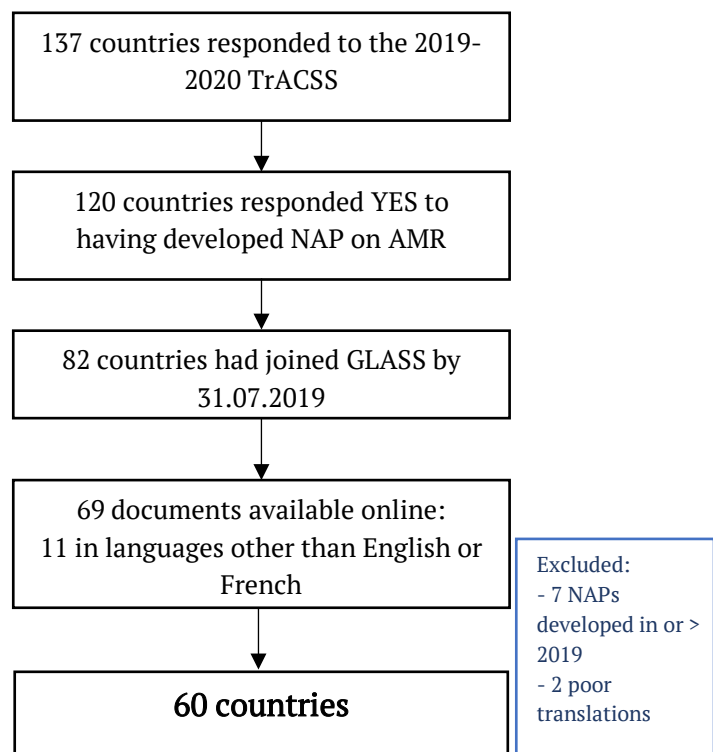 137 countries responded to the 2019-
2020 TrACSS
120 countries responded YES to
having developed NAP on AMR
82 countries had joined GLASS by
31.07.2019
69 documents available online:
11 in languages other than English or
French
Excluded:
- 7 NAPs
developed in or >
2019
- 2 poor
translations
60 countries